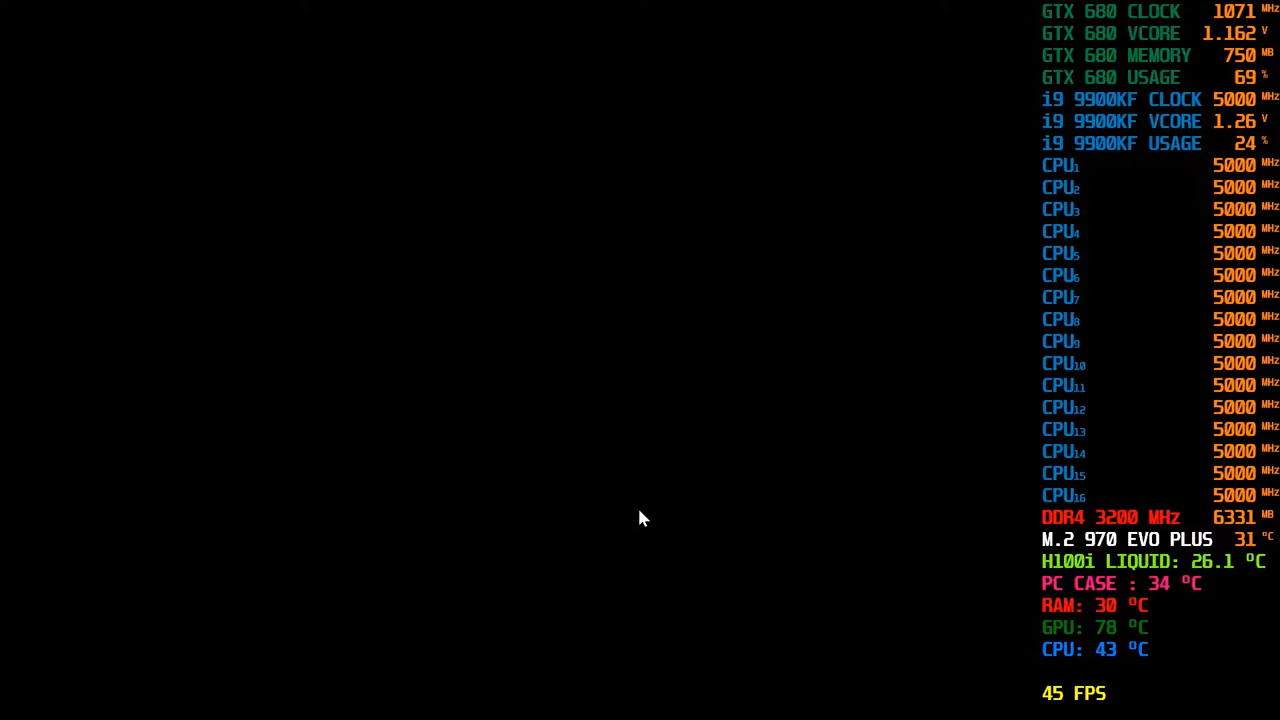 GTX 680 CLOCK 1071 MHz
GTX 680 VCORE 1.162 V
GTX 680 MEMORY 750 MB
GTX 680 USAGE 69 %
i9 9900KF CLOCK 5000 MHz
i9 9900KF VCORE 1.26 V
i9 9900KF USAGE 24 %
CPU1 5000 MHz
CPU2 5000 MHz
CPU3 5000 MHz
CPU4 5000 MHz
CPU5 5000 MHz
CPU6 5000 MHz
CPU7 5000 MHz
CPU8 5000 MHz
CPU9 5000 MHz
CPU10 5000 MHz
CPU11 5000 MHz
CPU12 5000 MHz
CPU13 5000 MHz
CPU14 5000 MHz
CPU15 5000 MHz
CPU16 5000 MHz
DDR4 3200 MHz 6331 MB
M.2 970 EVO PLUS 31 °C
H100i LIQUID: 26.1 ºC
PC CASE : 34 ºC
RAM: 30 ºC
GPU: 78 ºC
CPU: 43 ºC
45 FPS